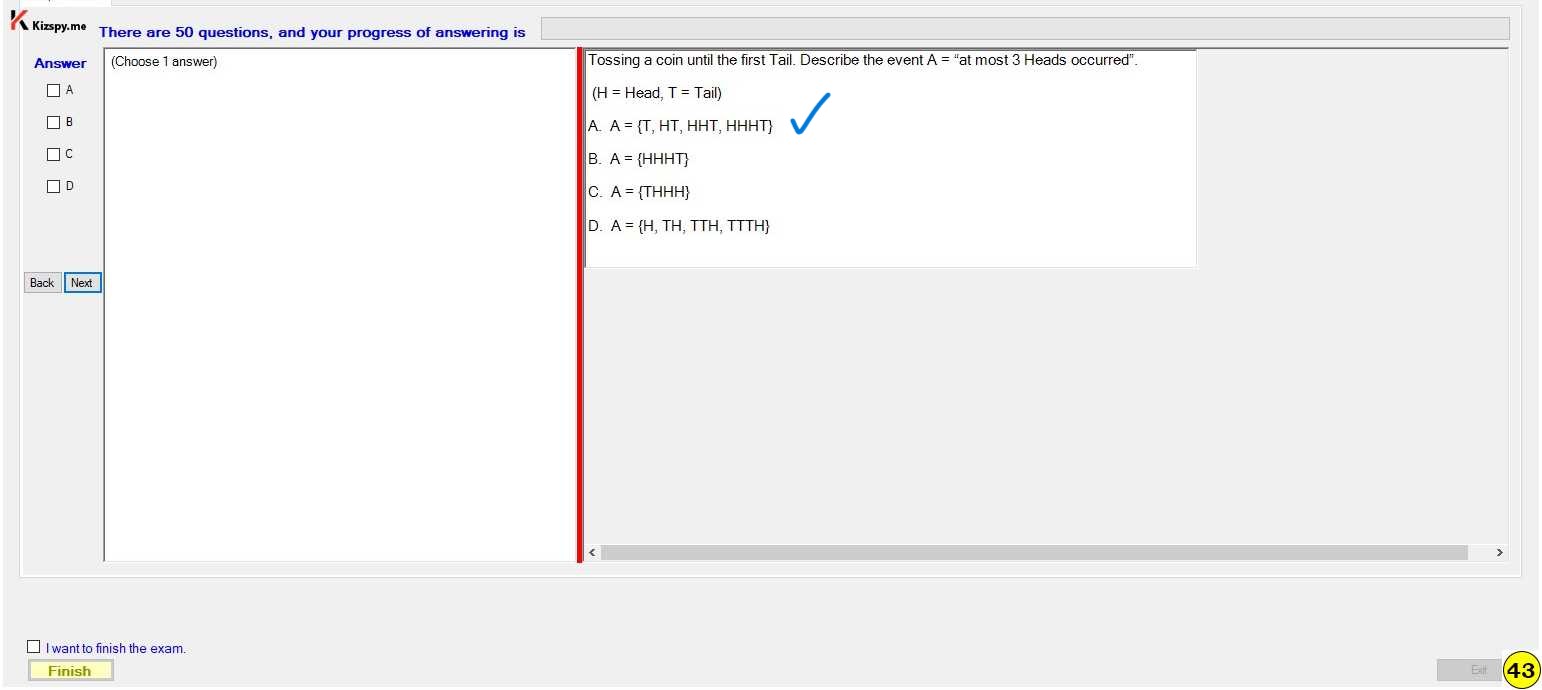 Kizspy.me
There are 50 questions, and your progress of answering is
Answer
(Choose 1 answer)
A
B
C
D
Back
Next
Tossing a coin until the first Tail. Describe the event A = “at most 3 Heads occurred”.
(H = Head, T = Tail)
A. A = {T, HT, HHT, HHHT}
B. A = {HHHT}
C. A = {THHH}
D. A = {H, TH, TTH, TTTH}
I want to finish the exam.
Finish
Exit
43